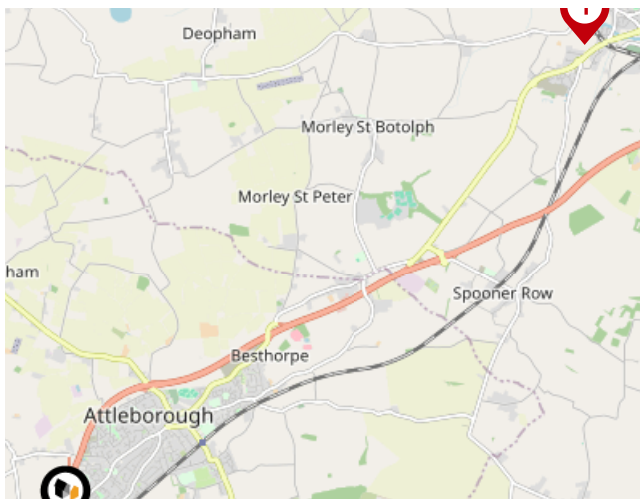 Deopham
Morley St Botolph
Morley St Peter
ham
Spooner Row
Besthorpe
Attleborough